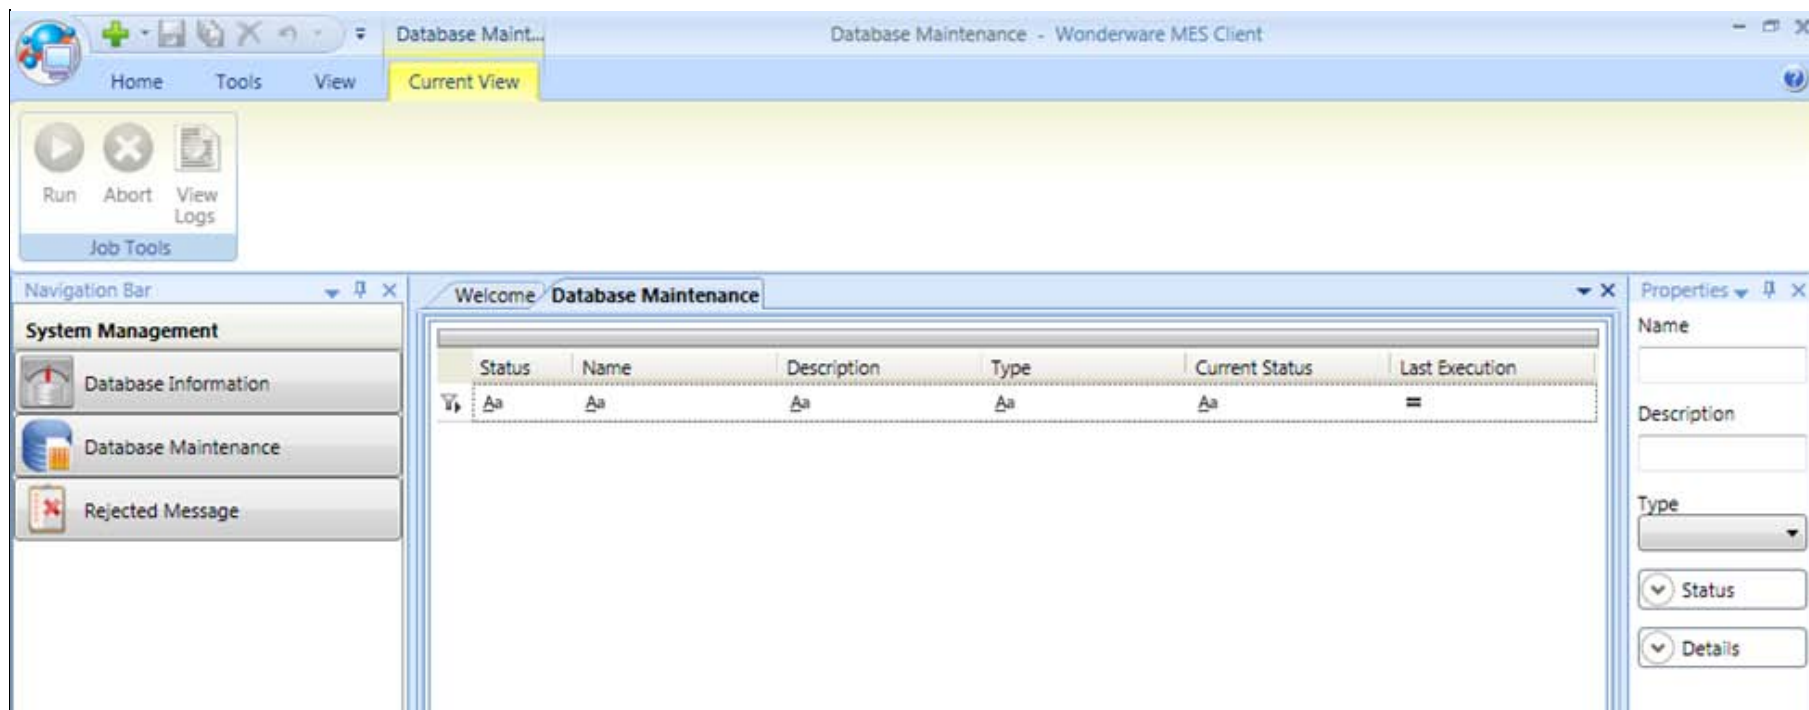 Database Maint...
Database Maintenance - Wonderware MES Client
Home Tools View Current View
Run Abort View Logs
Job Tools
Navigation Bar
System Management
Database Information
Database Maintenance
Rejected Message
Welcome Database Maintenance
Status Name Description Type Current Status Last Execution
Aa Aa Aa Aa Aa =
Properties
Name
Description
Type
Status
Details